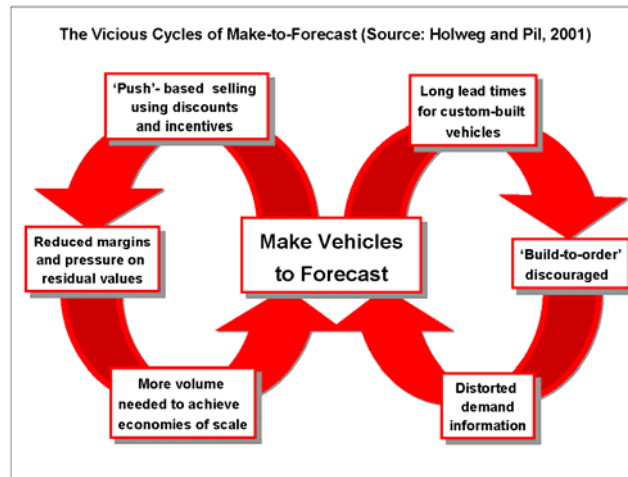 The Vicious Cycles of Make-to-Forecast (Source: Holweg and Pil, 2001)
'Push'- based selling
using discounts
and incentives
Long lead times
for custom-built
vehicles
Reduced margins
and pressure on
residual values
Make Vehicles
to Forecast
'Build-to-order'
discouraged
More volume
needed to achieve
economies of scale
Distorted
demand
information